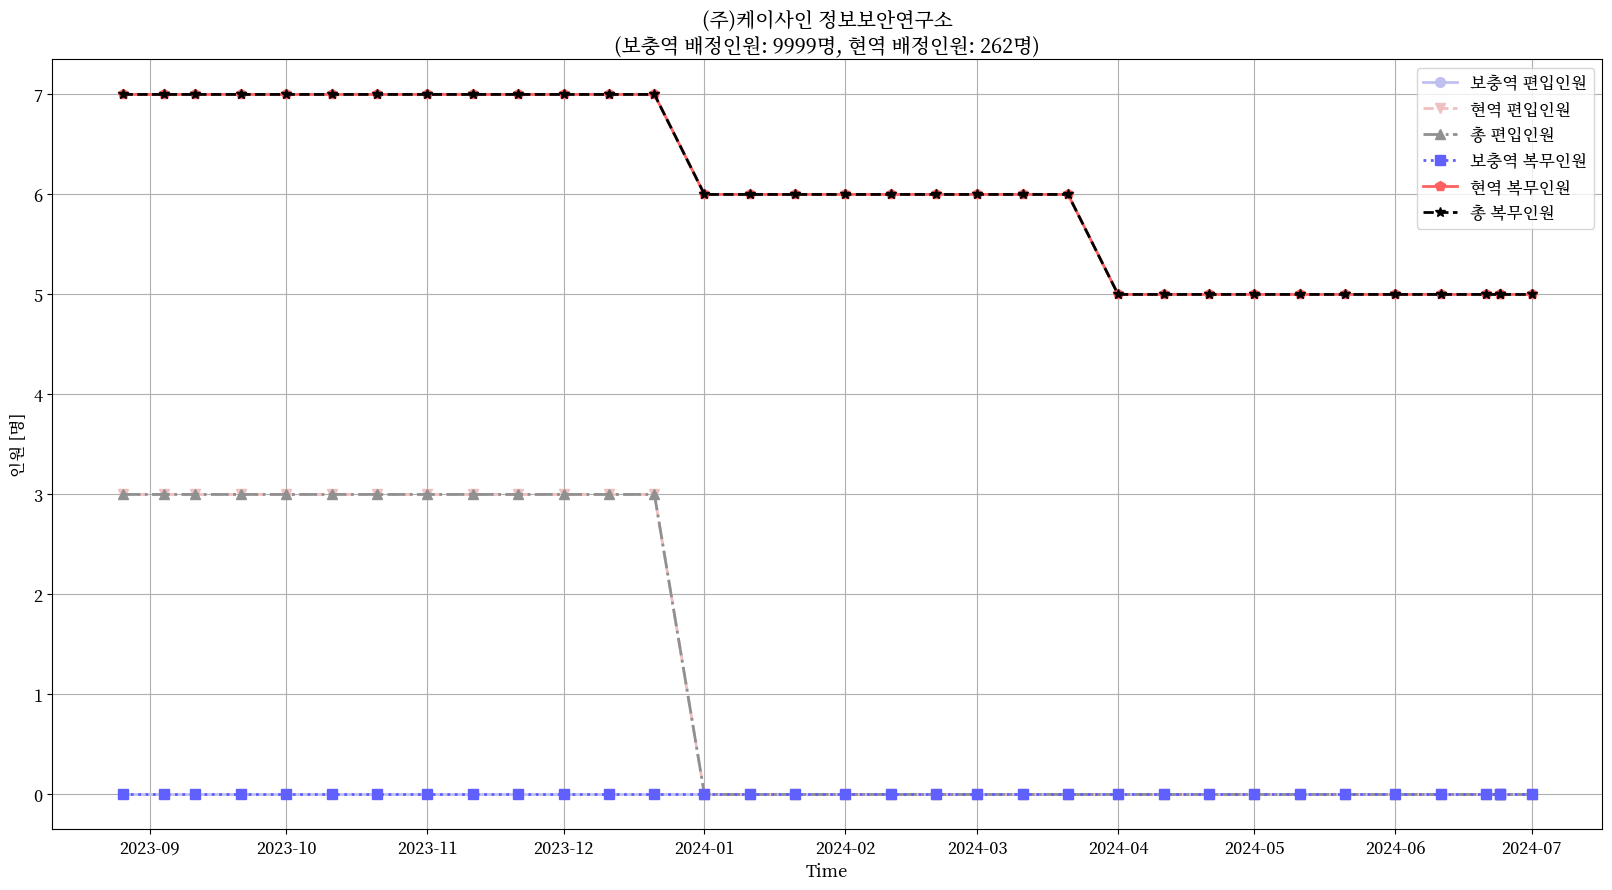 (주)케이사인 정보보안연구소
(보충역 배정인원: 9999명, 현역 배정인원: 262명)
보충역 편입인원
현역 편입인원
총 편입인원
보충역 복무인원
현역 복무인원
총 복무인원
인원 [명]
7
6
5
4
3
2
1
0
2023-09 2023-10 2023-11 2023-12 2024-01 2024-02 2024-03 2024-04 2024-05 2024-06 2024-07
Time